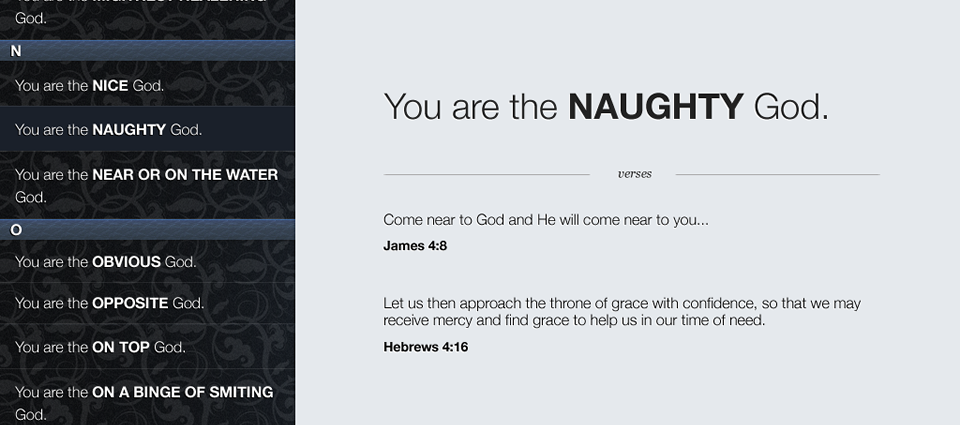 God.
N
You are the NICE God.
You are the NAUGHTY God.
You are the NEAR OR ON THE WATER
God.
O
You are the OBVIOUS God.
You are the OPPOSITE God.
You are the ON TOP God.
You are the ON A BINGE OF SMITING
God.
You are the NAUGHTY God.
verses
Come near to God and He will come near to you...
James 4:8
Let us then approach the throne of grace with confidence, so that we may
receive mercy and find grace to help us in our time of need.
Hebrews 4:16